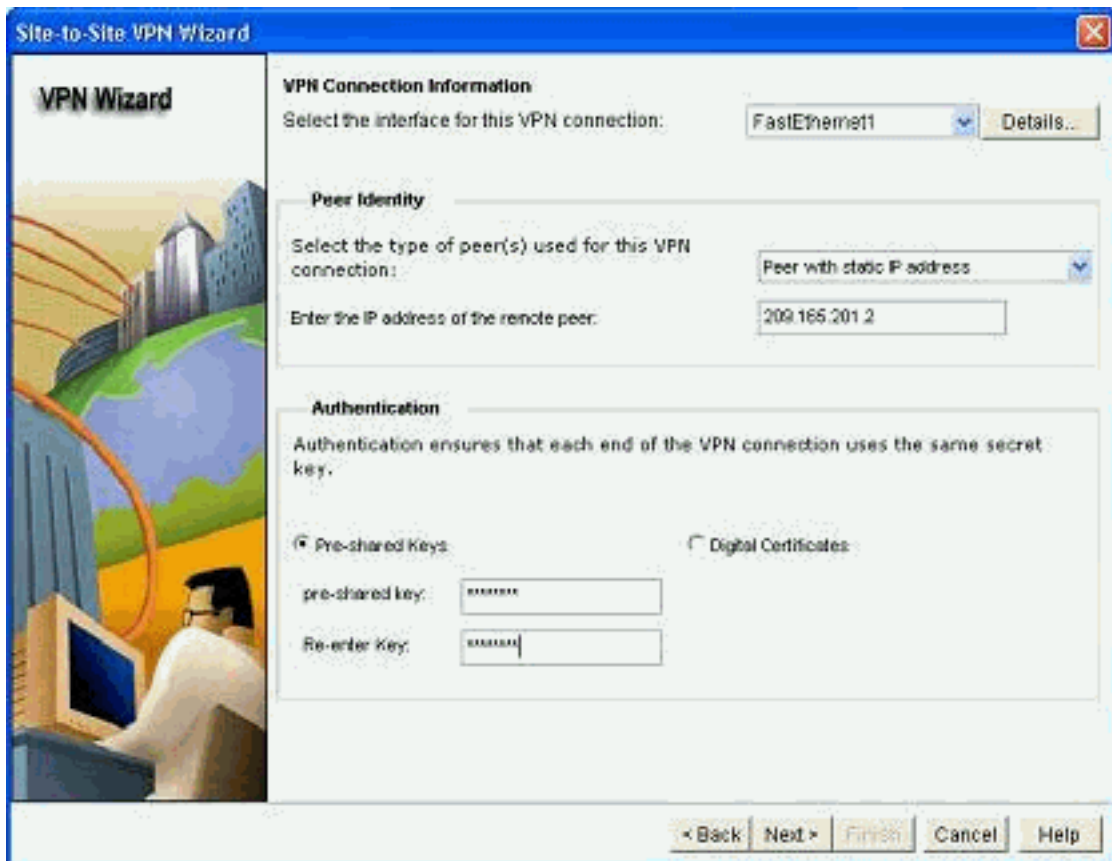 Site-to-Site VPN Wizard
VPN Wizard
VPN Connection Information
Select the interface for this VPN connection:
FastEthernet1
Details...
Peer Identity
Select the type of peer(s) used for this VPN
connection:
Peer with static IP address
Enter the IP address of the remote peer:
209.165.201.2
Authentication
Authentication ensures that each end of the VPN connection uses the same secret
key.
Pre-shared Keys
Digital Certificates
pre-shared key:
********
Re-enter Key:
********
< Back
Next >
Finish
Cancel
Help